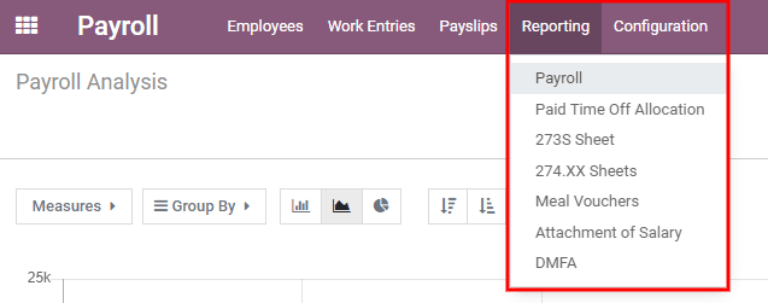 Payroll Employees Work Entries Payslips Reporting Configuration
Payroll Analysis
Payroll
Paid Time Off Allocation
273S Sheet
274.XX Sheets
Meal Vouchers
Attachment of Salary
DMFA
Measures Group By
25k